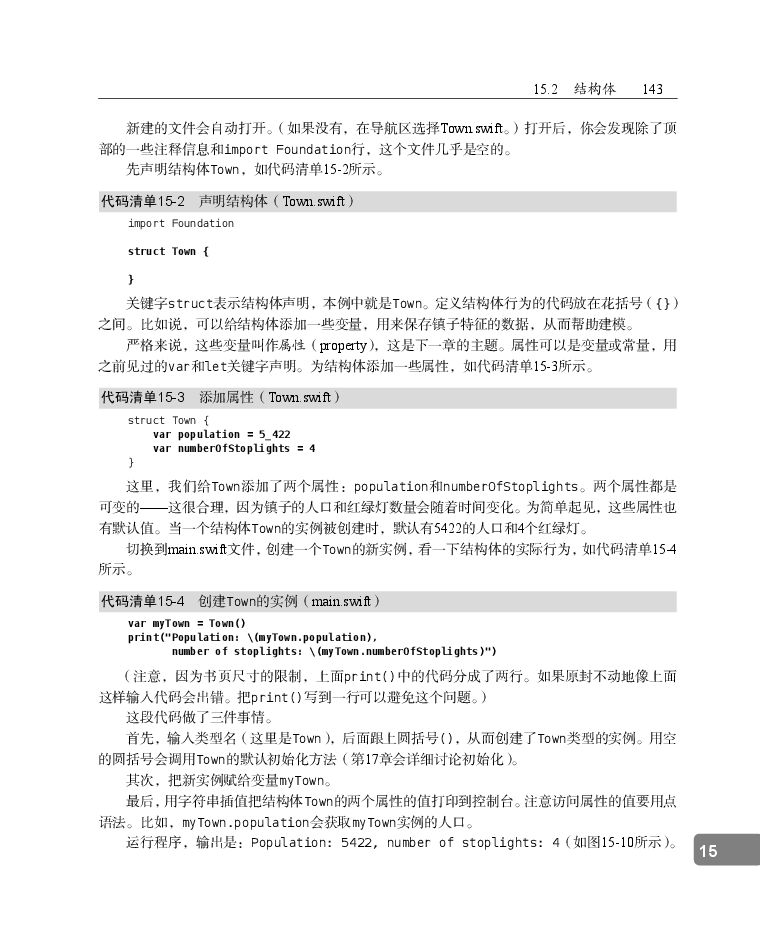 15.2 结构体 143
新建的文件会自动打开。（如果没有，在导航区选择Town.swift。）打开后，你会发现除了顶
部的一些注释信息和import Foundation行，这个文件几乎是空的。
先声明结构体Town，如代码清单15-2所示。
代码清单15-2 声明结构体（Town.swift）
import Foundation
struct Town {
}
关键字struct表示结构体声明，本例中就是Town。定义结构体行为的代码放在花括号（{}）
之间。比如说，可以给结构体添加一些变量，用来保存镇子特征的数据，从而帮助建模。
严格来说，这些变量叫作属性（property），这是下一章的主题。属性可以是变量或常量，用
之前见过的var和let关键字声明。为结构体添加一些属性，如代码清单15-3所示。
代码清单15-3 添加属性（Town.swift）
struct Town {
var population = 5_422
var numberOfStoplights = 4
}
这里，我们给Town添加了两个属性：population和numberOfStoplights。两个属性都是
可变的——这很合理，因为镇子的人口和红绿灯数量会随着时间变化。为简单起见，这些属性也
有默认值。当一个结构体Town的实例被创建时，默认有5422的人口和4个红绿灯。
切换到main.swift文件，创建一个Town的新实例，看一下结构体的实际行为，如代码清单15-4
所示。
代码清单15-4 创建Town的实例（main.swift）
var myTown = Town()
print("Population: \(myTown.population),
number of stoplights: \(myTown.numberOfStoplights)")
（注意，因为书页尺寸的限制，上面print()中的代码分成了两行。如果原封不动地像上面
这样输入代码会出错。把print()写到一行可以避免这个问题。）
这段代码做了三件事情。
首先，输入类型名（这里是Town），后面跟上圆括号()，从而创建了Town类型的实例。用空
的圆括号会调用Town的默认初始化方法（第17章会详细讨论初始化）。
其次，把新实例赋给变量myTown。
最后，用字符串插值把结构体Town的两个属性的值打印到控制台。注意访问属性的值要用点
语法。比如，myTown.population会获取myTown实例的人口。
运行程序，输出是：Population: 5422, number of stoplights: 4（如图15-10所示）。
15